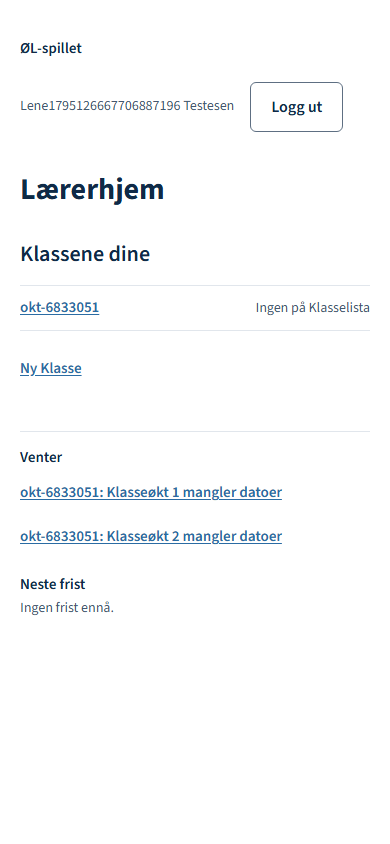 ØL-spillet
Lene1795126667706887196 Testesen
Logg ut
Lærerhjem
Klassene dine
okt-6833051
Ingen på Klasselista
Ny Klasse
Venter
okt-6833051: Klasseøkt 1 mangler datoer
okt-6833051: Klasseøkt 2 mangler datoer
Neste frist
Ingen frist ennå.